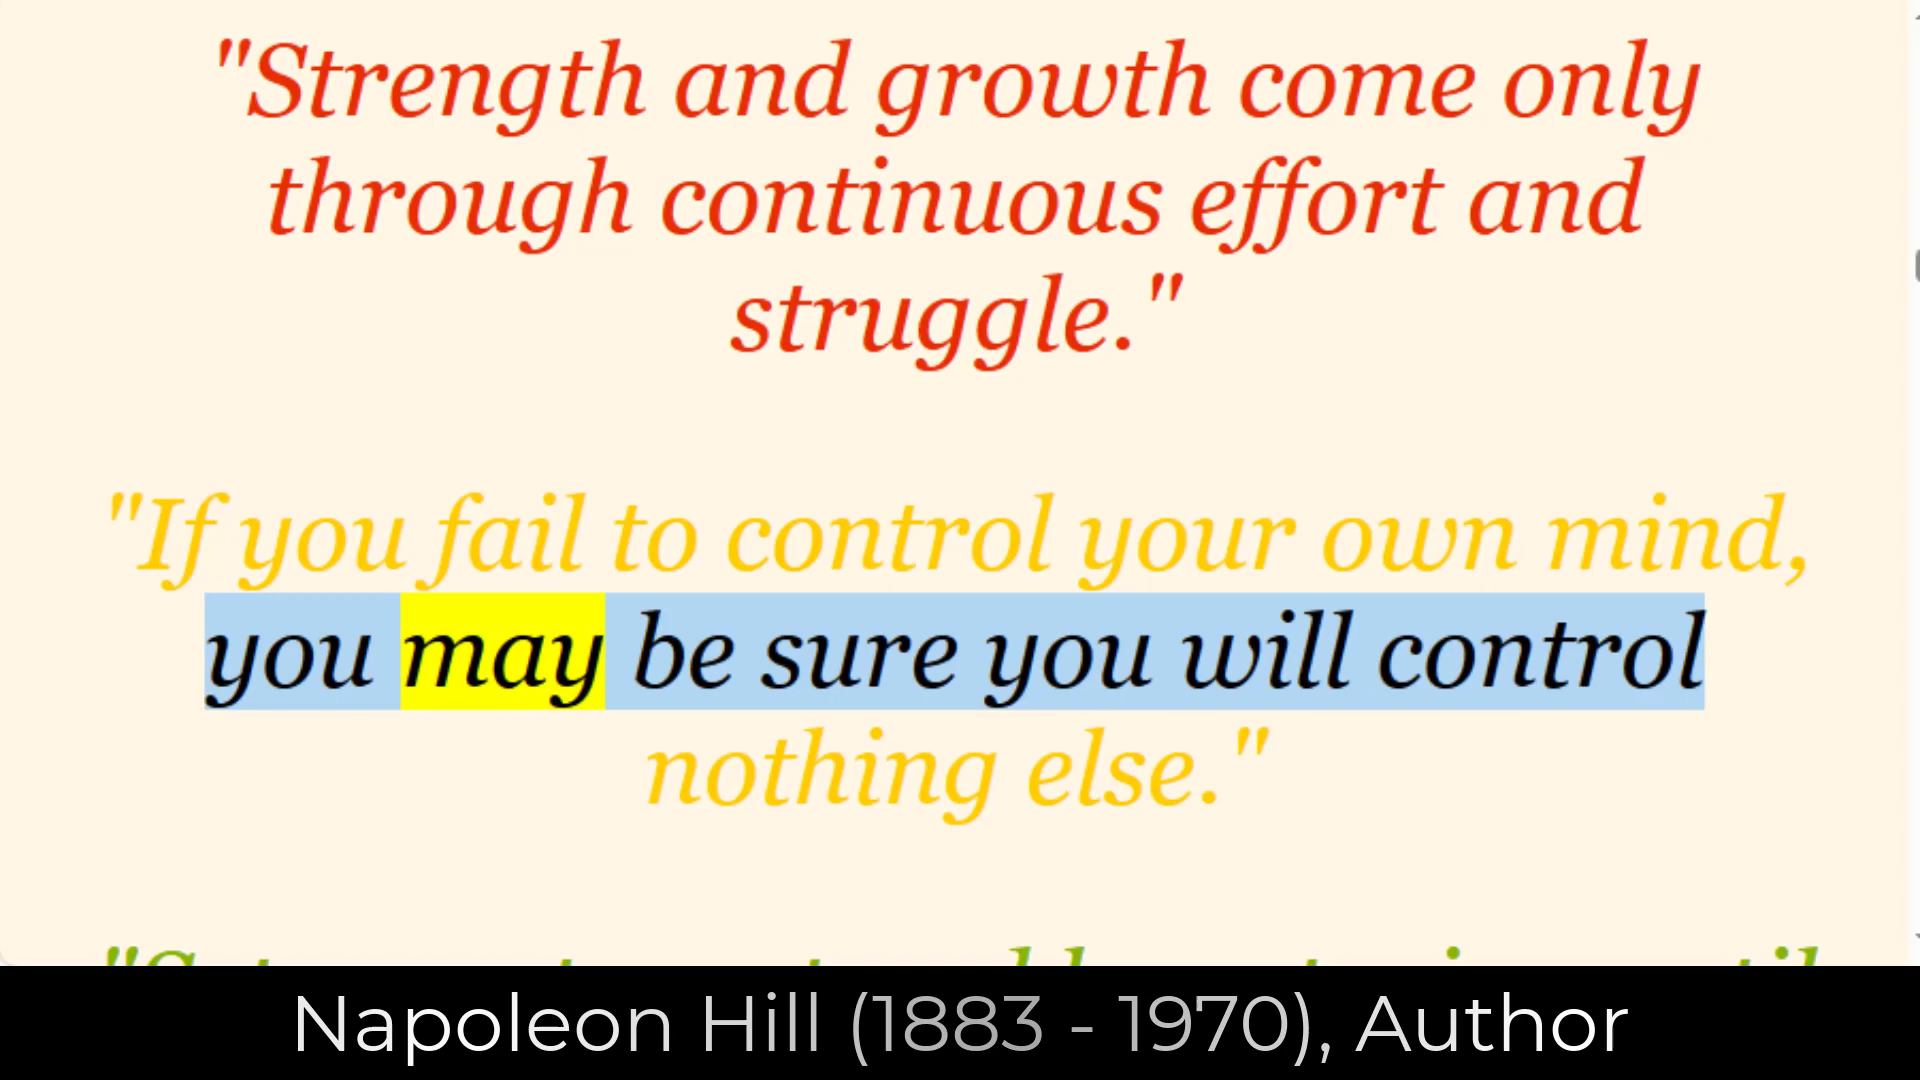 "Strength and growth come only
through continuous effort and
struggle."
"If you fail to control your own mind,
you may be sure you will control
nothing else."
Napoleon Hill (1883 - 1970), Author